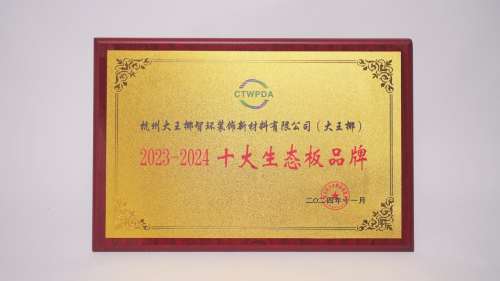 CTWPDA
杭州大王椰智环装饰新材料有限公司（大王椰）
2023-2024 十大生态板品牌
二〇二四年十一月